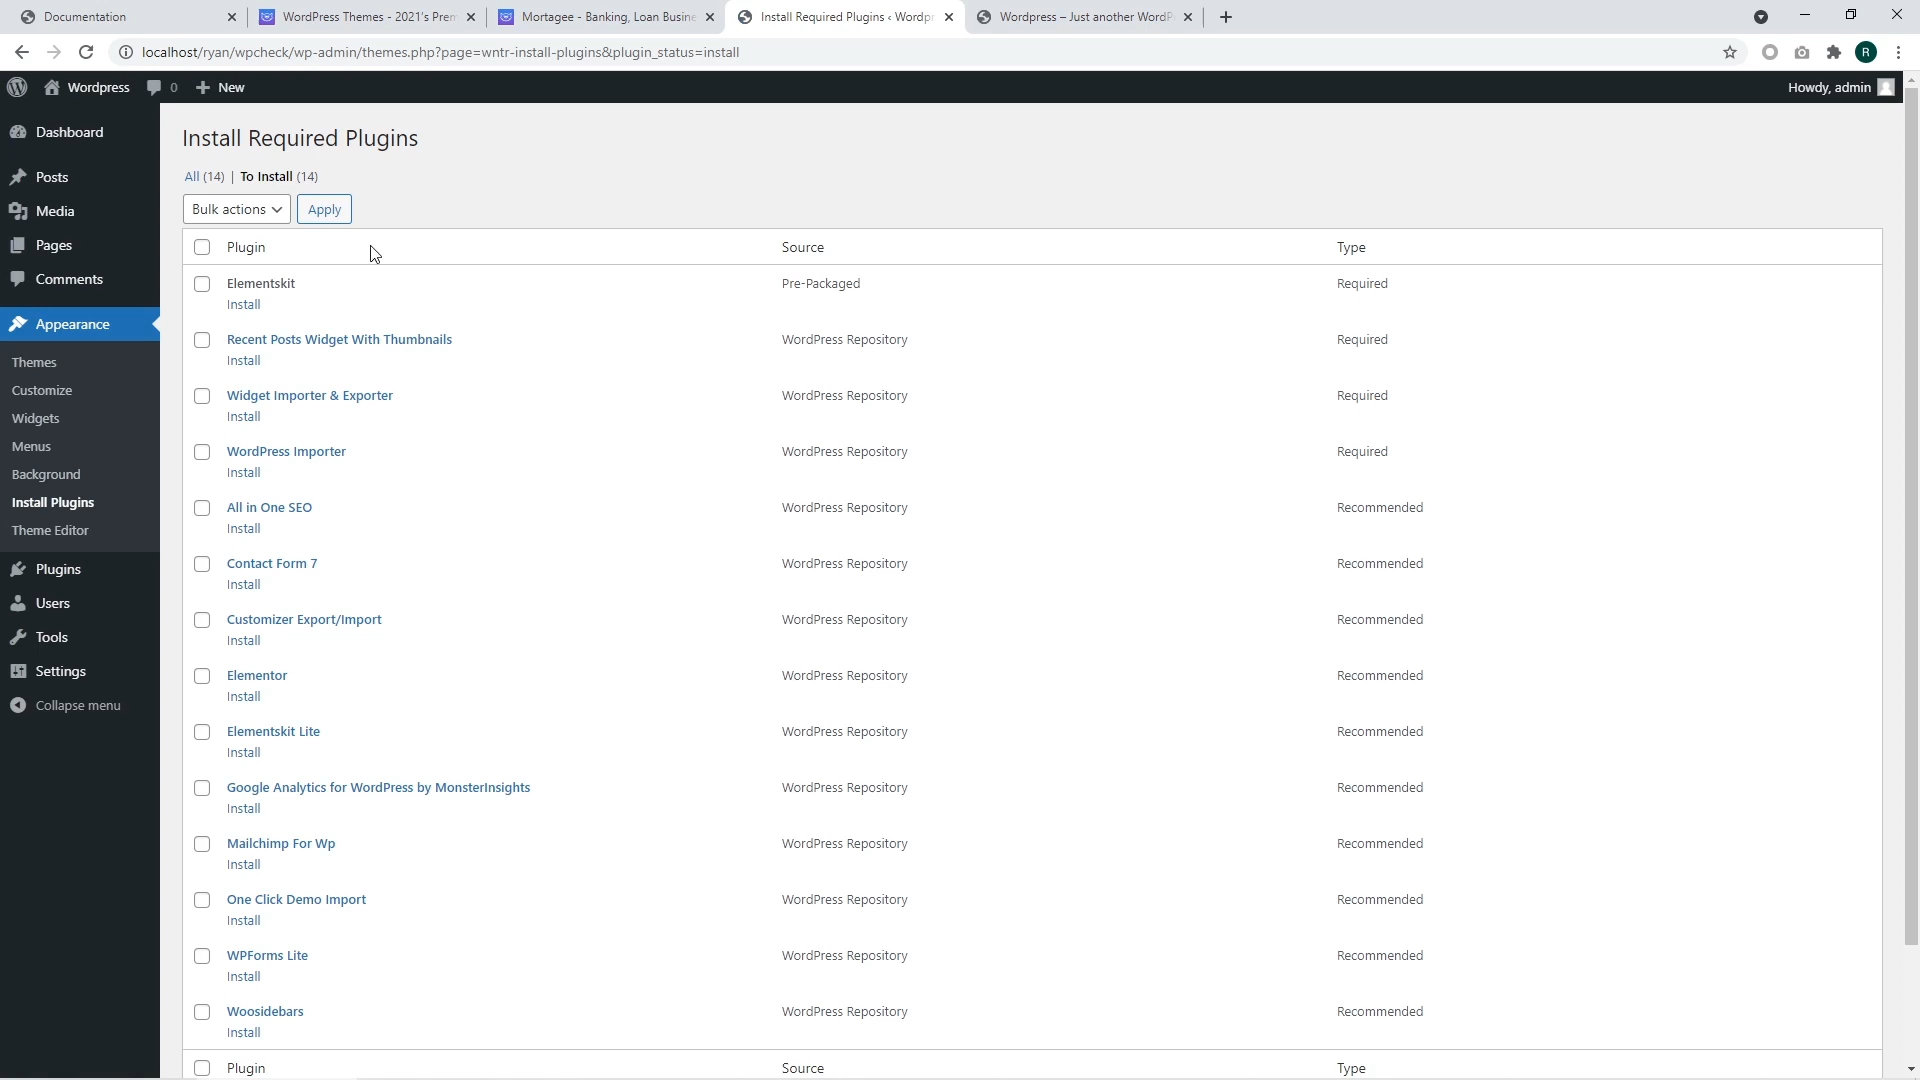 Documentation
WordPress Themes - 2021's Prem
Mortagee - Banking, Loan Busine
Install Required Plugins ‹ Wordpr
Wordpress – Just another WordP
localhost/ryan/wpcheck/wp-admin/themes.php?page=wntr-install-plugins&plugin_status=install
R
Wordpress 0 New
Howdy, admin
Dashboard
Posts
Media
Pages
Comments
Appearance
Themes
Customize
Widgets
Menus
Background
Install Plugins
Theme Editor
Plugins
Users
Tools
Settings
Collapse menu
Install Required Plugins
All (14) | To Install (14)
Bulk actions Apply
Plugin Source Type
Elementskit Pre-Packaged Required
Install
Recent Posts Widget With Thumbnails WordPress Repository Required
Install
Widget Importer & Exporter WordPress Repository Required
Install
WordPress Importer WordPress Repository Required
Install
All in One SEO WordPress Repository Recommended
Install
Contact Form 7 WordPress Repository Recommended
Install
Customizer Export/Import WordPress Repository Recommended
Install
Elementor WordPress Repository Recommended
Install
Elementskit Lite WordPress Repository Recommended
Install
Google Analytics for WordPress by MonsterInsights WordPress Repository Recommended
Install
Mailchimp For Wp WordPress Repository Recommended
Install
One Click Demo Import WordPress Repository Recommended
Install
WPForms Lite WordPress Repository Recommended
Install
Woosidebars WordPress Repository Recommended
Install
Plugin Source Type